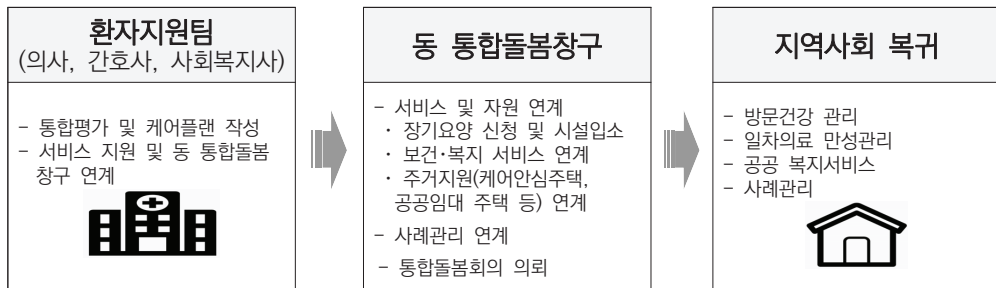 환자지원팀
(의사, 간호사, 사회복지사)
- 통합평가 및 케어플랜 작성
- 서비스 지원 및 동 통합돌봄
창구 연계
동 통합돌봄창구
- 서비스 및 자원 연계
· 장기요양 신청 및 시설입소
· 보건·복지 서비스 연계
· 주거지원(케어안심주택,
공공임대 주택 등) 연계
- 사례관리 연계
- 통합돌봄회의 의뢰
지역사회 복귀
- 방문건강 관리
- 일차의료 만성관리
- 공공 복지서비스
- 사례관리